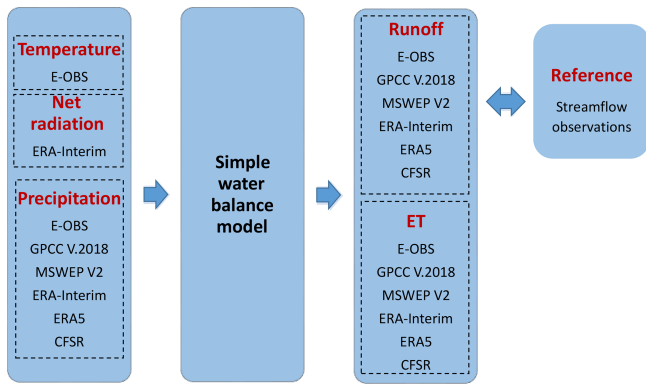 Temperature
E-OBS
Net
radiation
ERA-Interim
Precipitation
E-OBS
GPCC V.2018
MSWEP V2
ERA-Interim
ERA5
CFSR
Simple
water
balance
model
Runoff
E-OBS
GPCC V.2018
MSWEP V2
ERA-Interim
ERA5
CFSR
ET
E-OBS
GPCC V.2018
MSWEP V2
ERA-Interim
ERA5
CFSR
Reference
Streamflow
observations